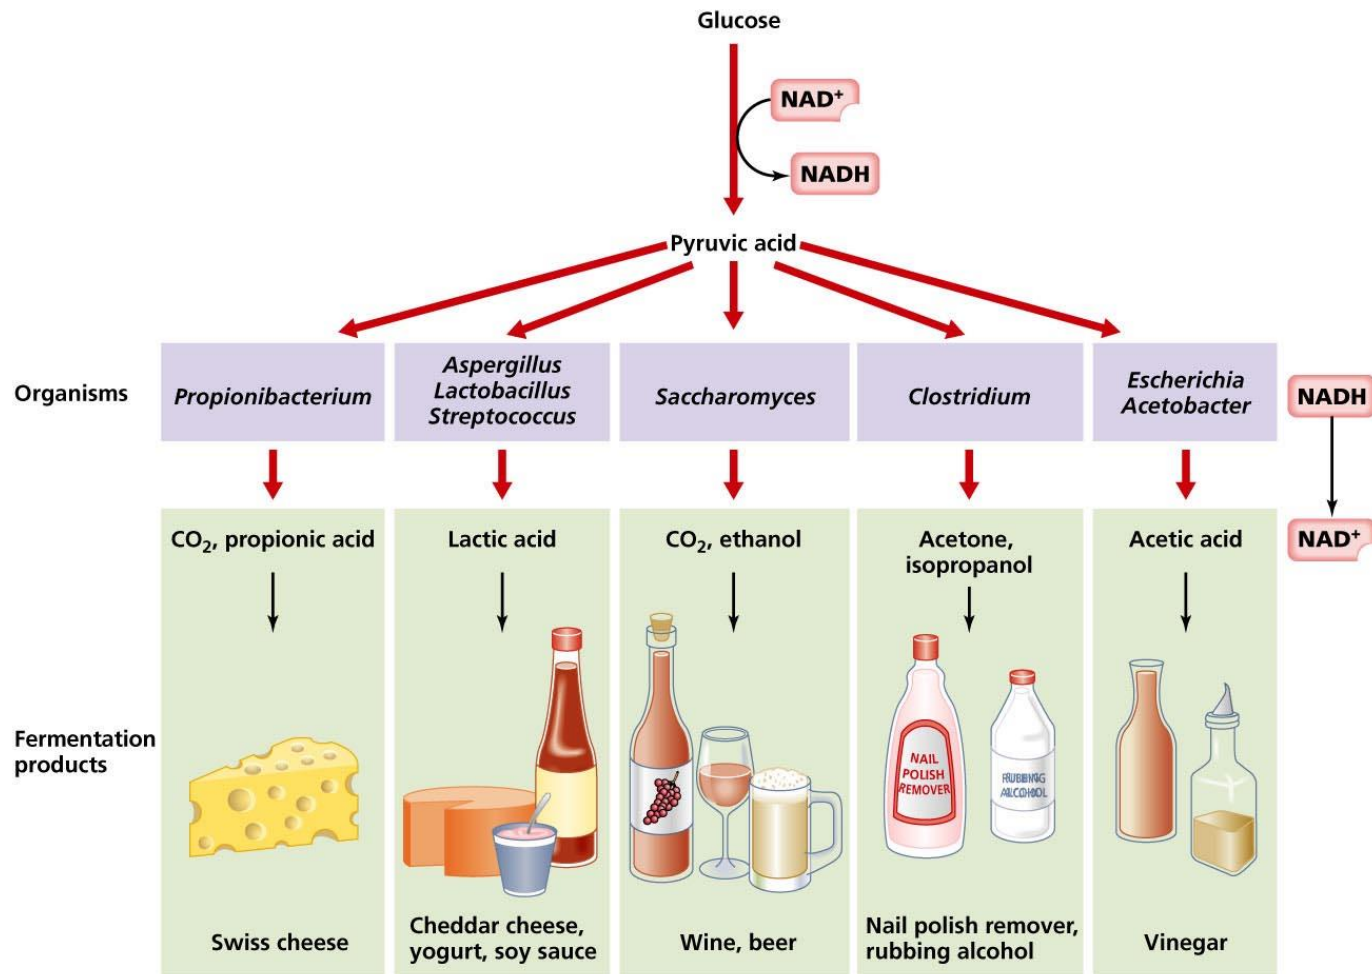 Glucose
NAD+
NADH
Pyruvic acid
Organisms
Propionibacterium
Aspergillus
Lactobacillus
Streptococcus
Saccharomyces
Clostridium
Escherichia
Acetobacter
NADH
CO₂, propionic acid
Lactic acid
CO₂, ethanol
Acetone,
isopropanol
Acetic acid
NAD+
Fermentation
products
NAIL
POLISH
REMOVER
RUBBING
ALCOHOL
Swiss cheese
Cheddar cheese,
yogurt, soy sauce
Wine, beer
Nail polish remover,
rubbing alcohol
Vinegar